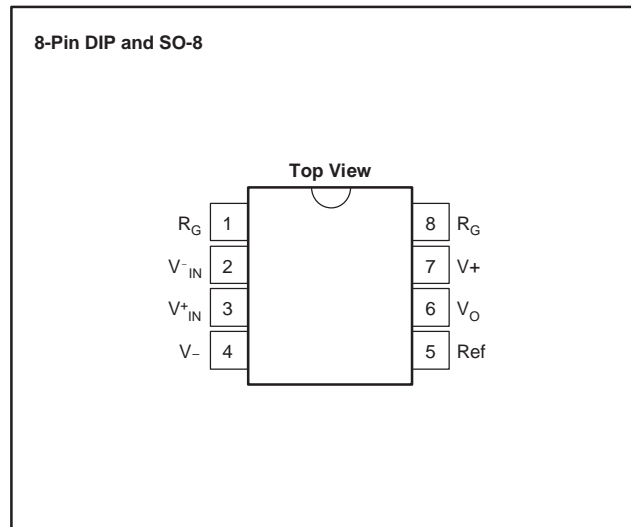 8-Pin DIP and SO-8
Top View
R_G 1 8 R_G
V⁻_IN 2 7 V+
V⁺_IN 3 6 V_O
V– 4 5 Ref